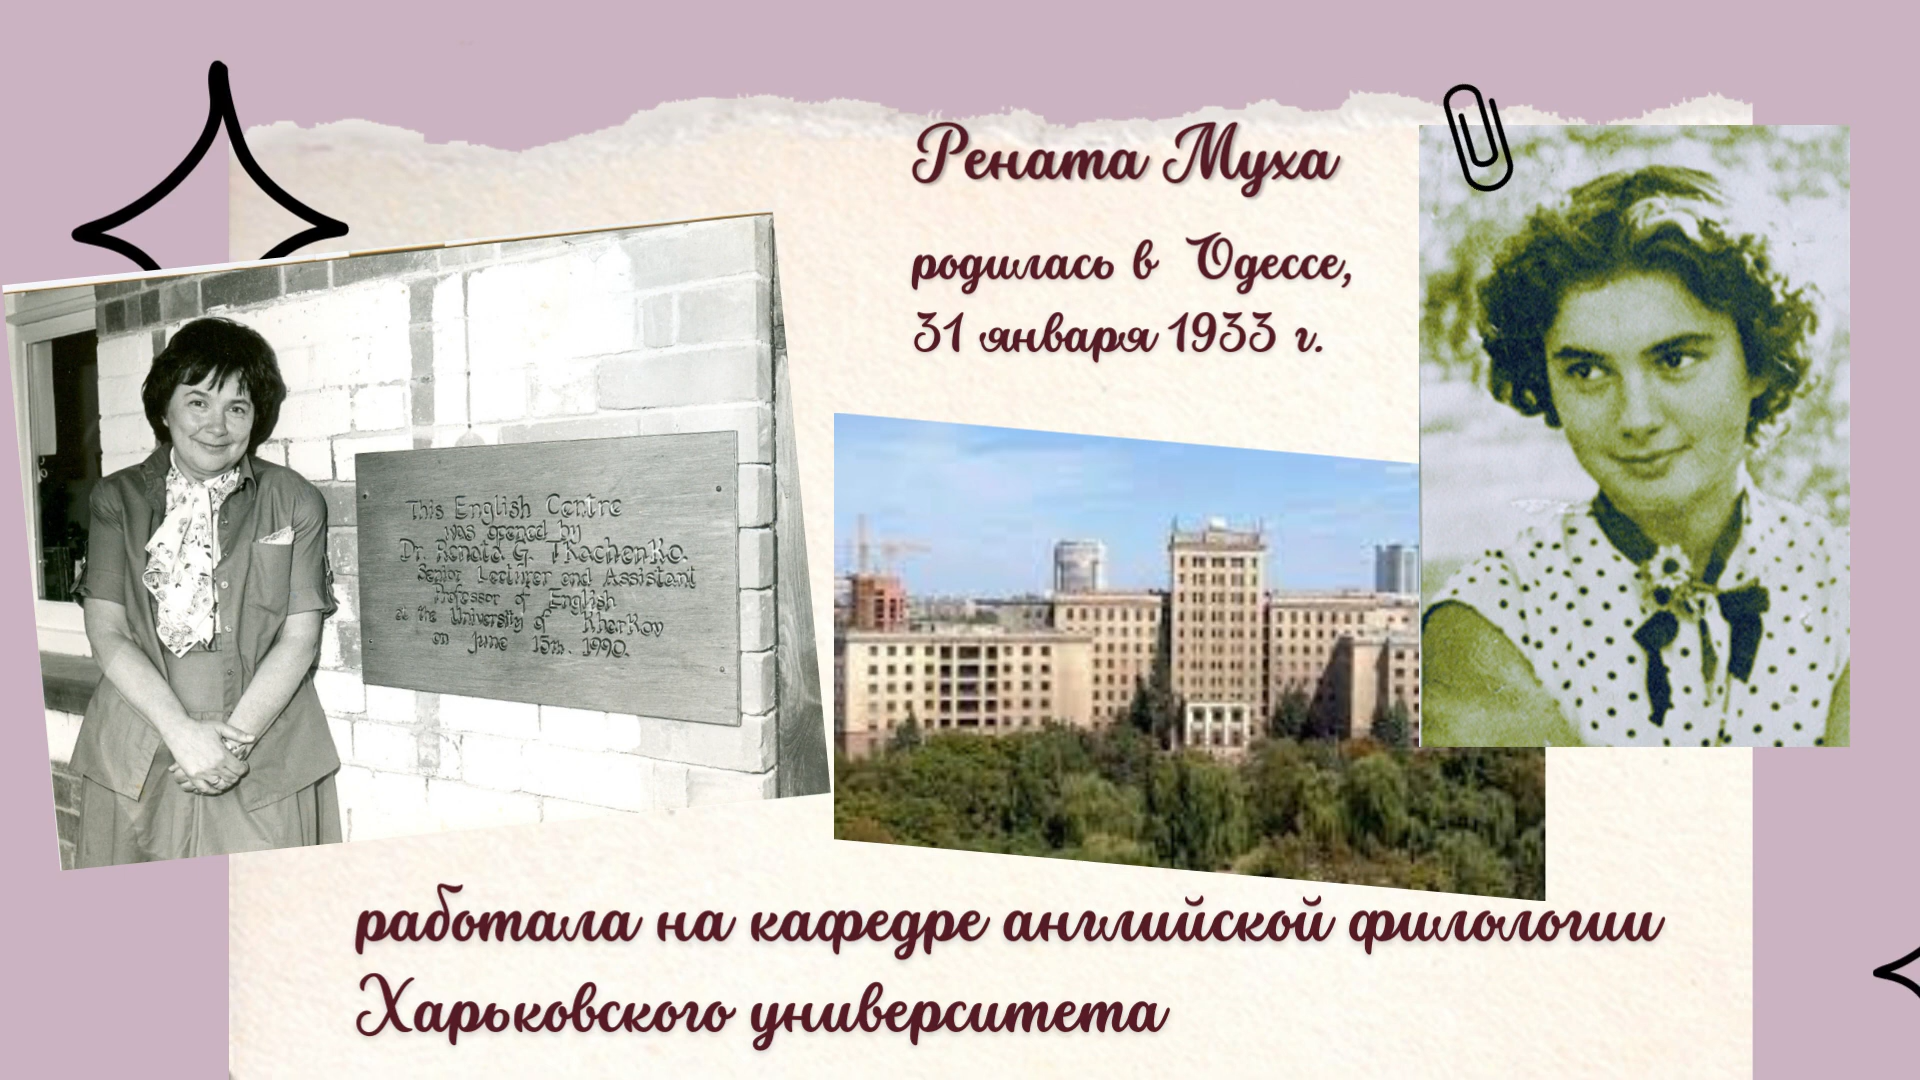 Рената Муха
родилась в Одессе,
31 января 1933 г.
This English Centre
was opened by
Dr. Renata G. Tkachenko.
Senior Lecturer and Assistant
Professor of English
at the University of Kharkov
on June 15th. 1990.
работала на кафедре английской филологии
Харьковского университета